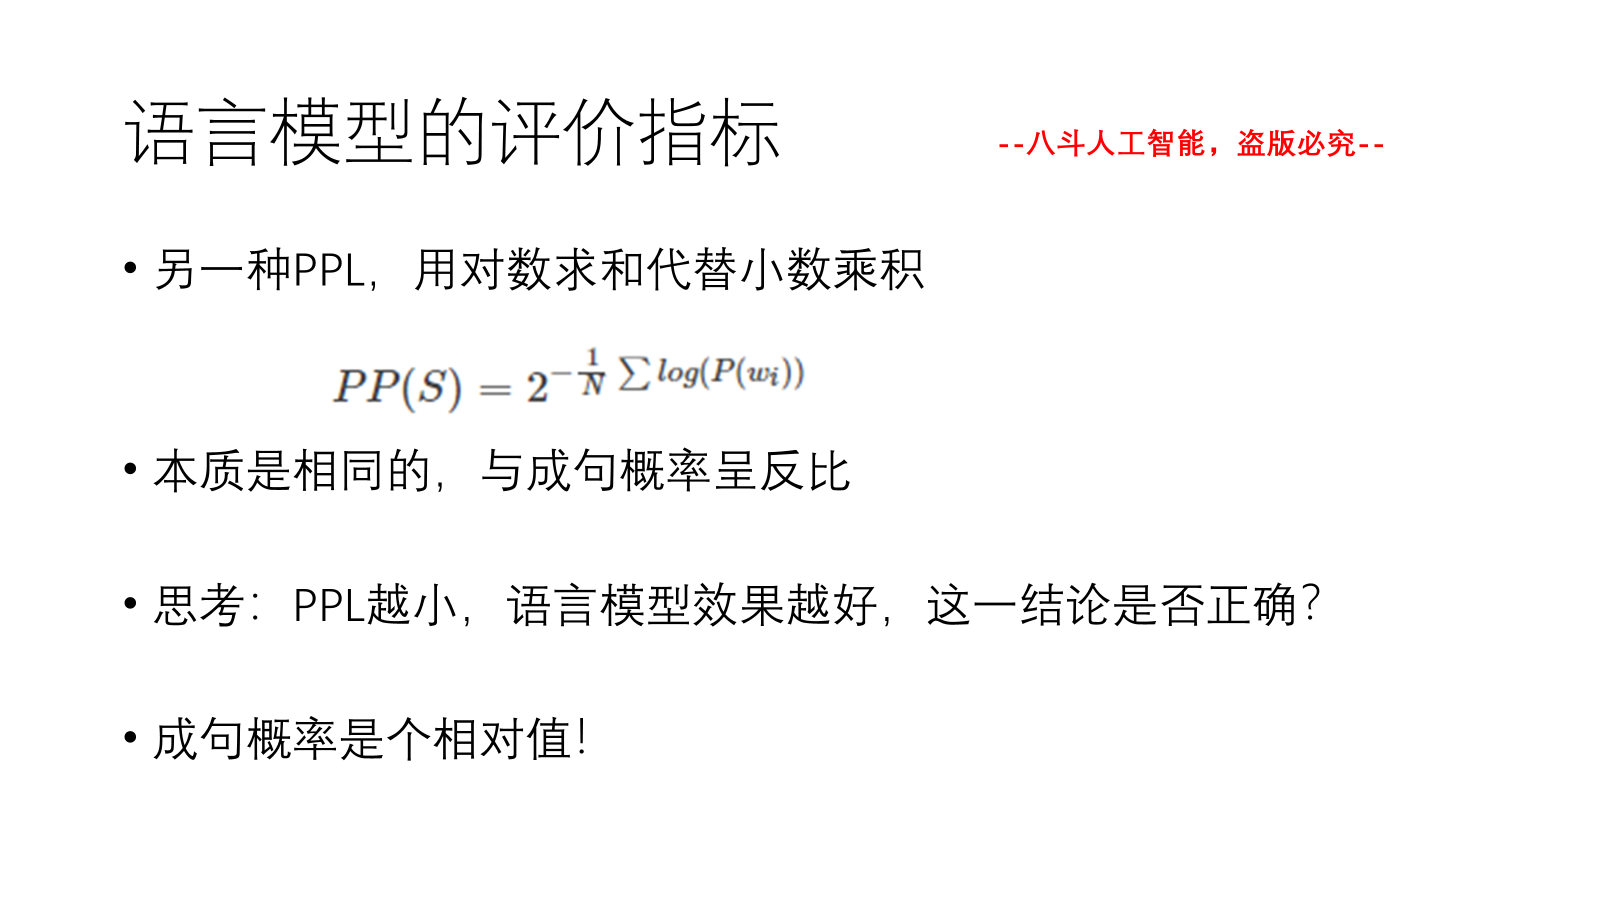 语言模型的评价指标
--八斗人工智能，盗版必究--
• 另一种PPL，用对数求和代替小数乘积
PP(S) = 2^{-\frac{1}{N} \sum log(P(w_i))}
• 本质是相同的，与成句概率呈反比
• 思考：PPL越小，语言模型效果越好，这一结论是否正确？
• 成句概率是个相对值！